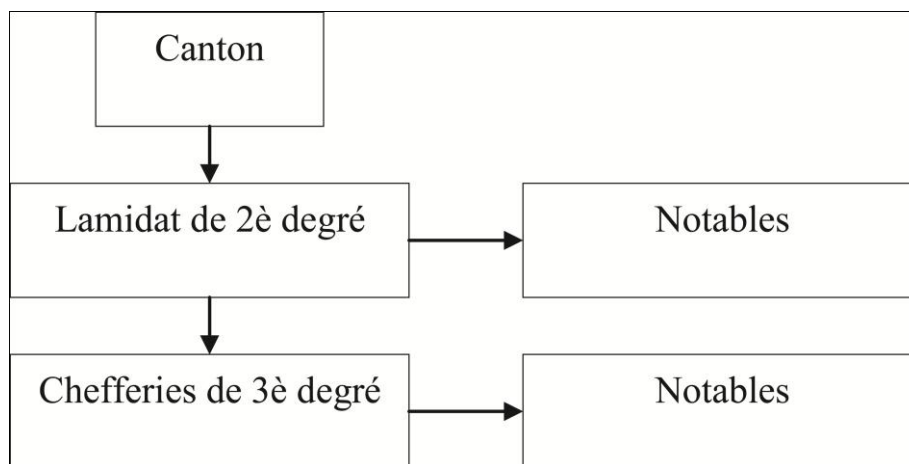 Canton
Lamidat de 2è degré
Notables
Chefferies de 3è degré
Notables